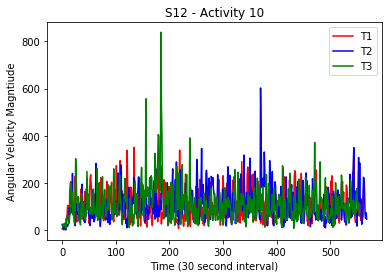 S12 - Activity 10
Angular Velocity Magntiude
800
600
400
200
0
T1
T2
T3
0 100 200 300 400 500
Time (30 second interval)